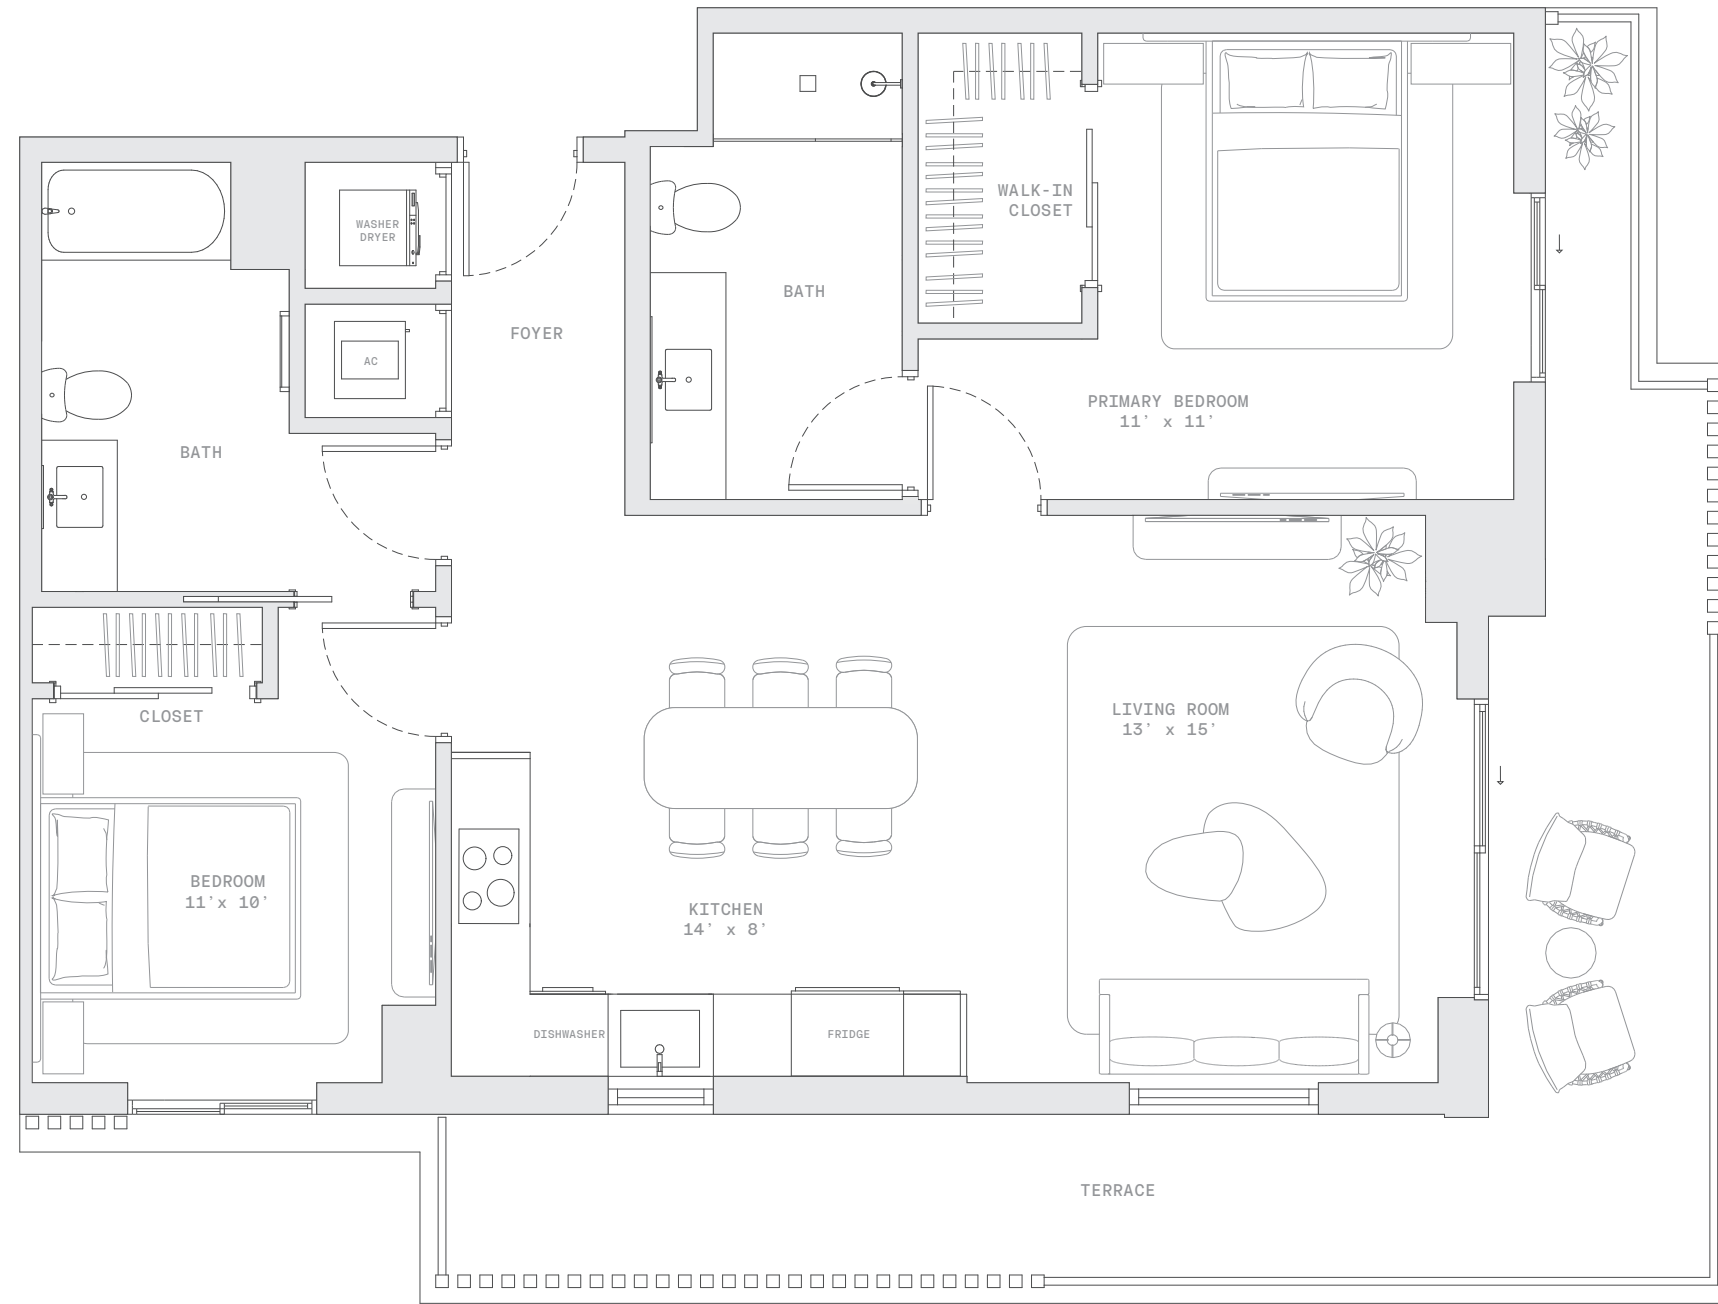 WALK-IN
CLOSET
WASHER
DRYER
BATH
FOYER
AC
PRIMARY BEDROOM
11' x 11'
BATH
CLOSET
LIVING ROOM
13' x 15'
BEDROOM
11'x 10'
KITCHEN
14' x 8'
DISHWASHER
FRIDGE
TERRACE